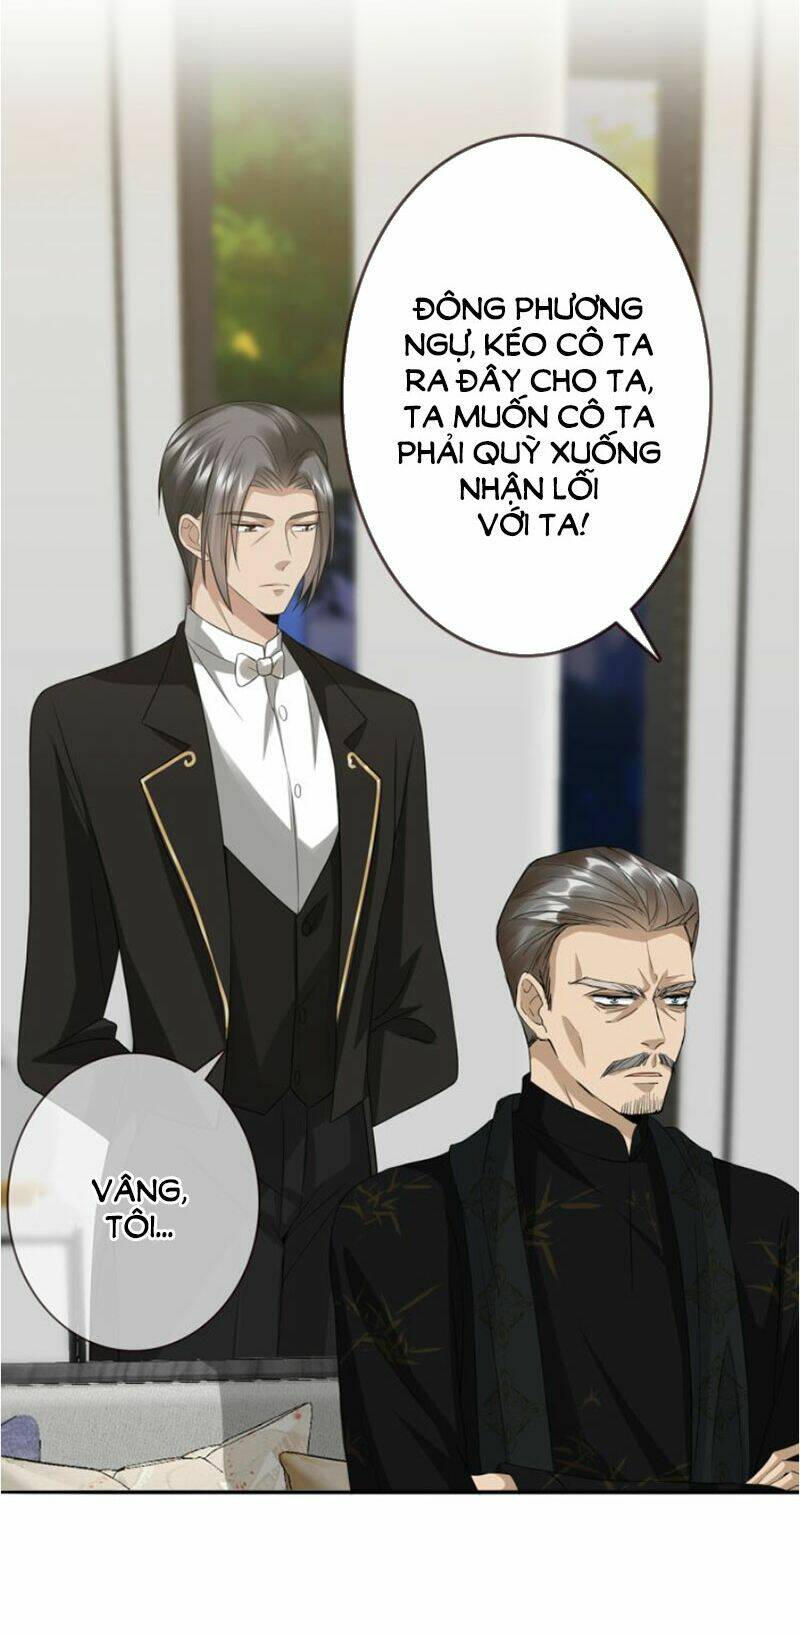 ĐÔNG PHƯƠNG
NGỰ, KÉO CÔ TA
RA ĐÂY CHO TA,
TA MUỐN CÔ TA
PHẢI QUỲ XUỐNG
NHẬN LỖI
VỚI TA!
VÂNG,
TÔI...